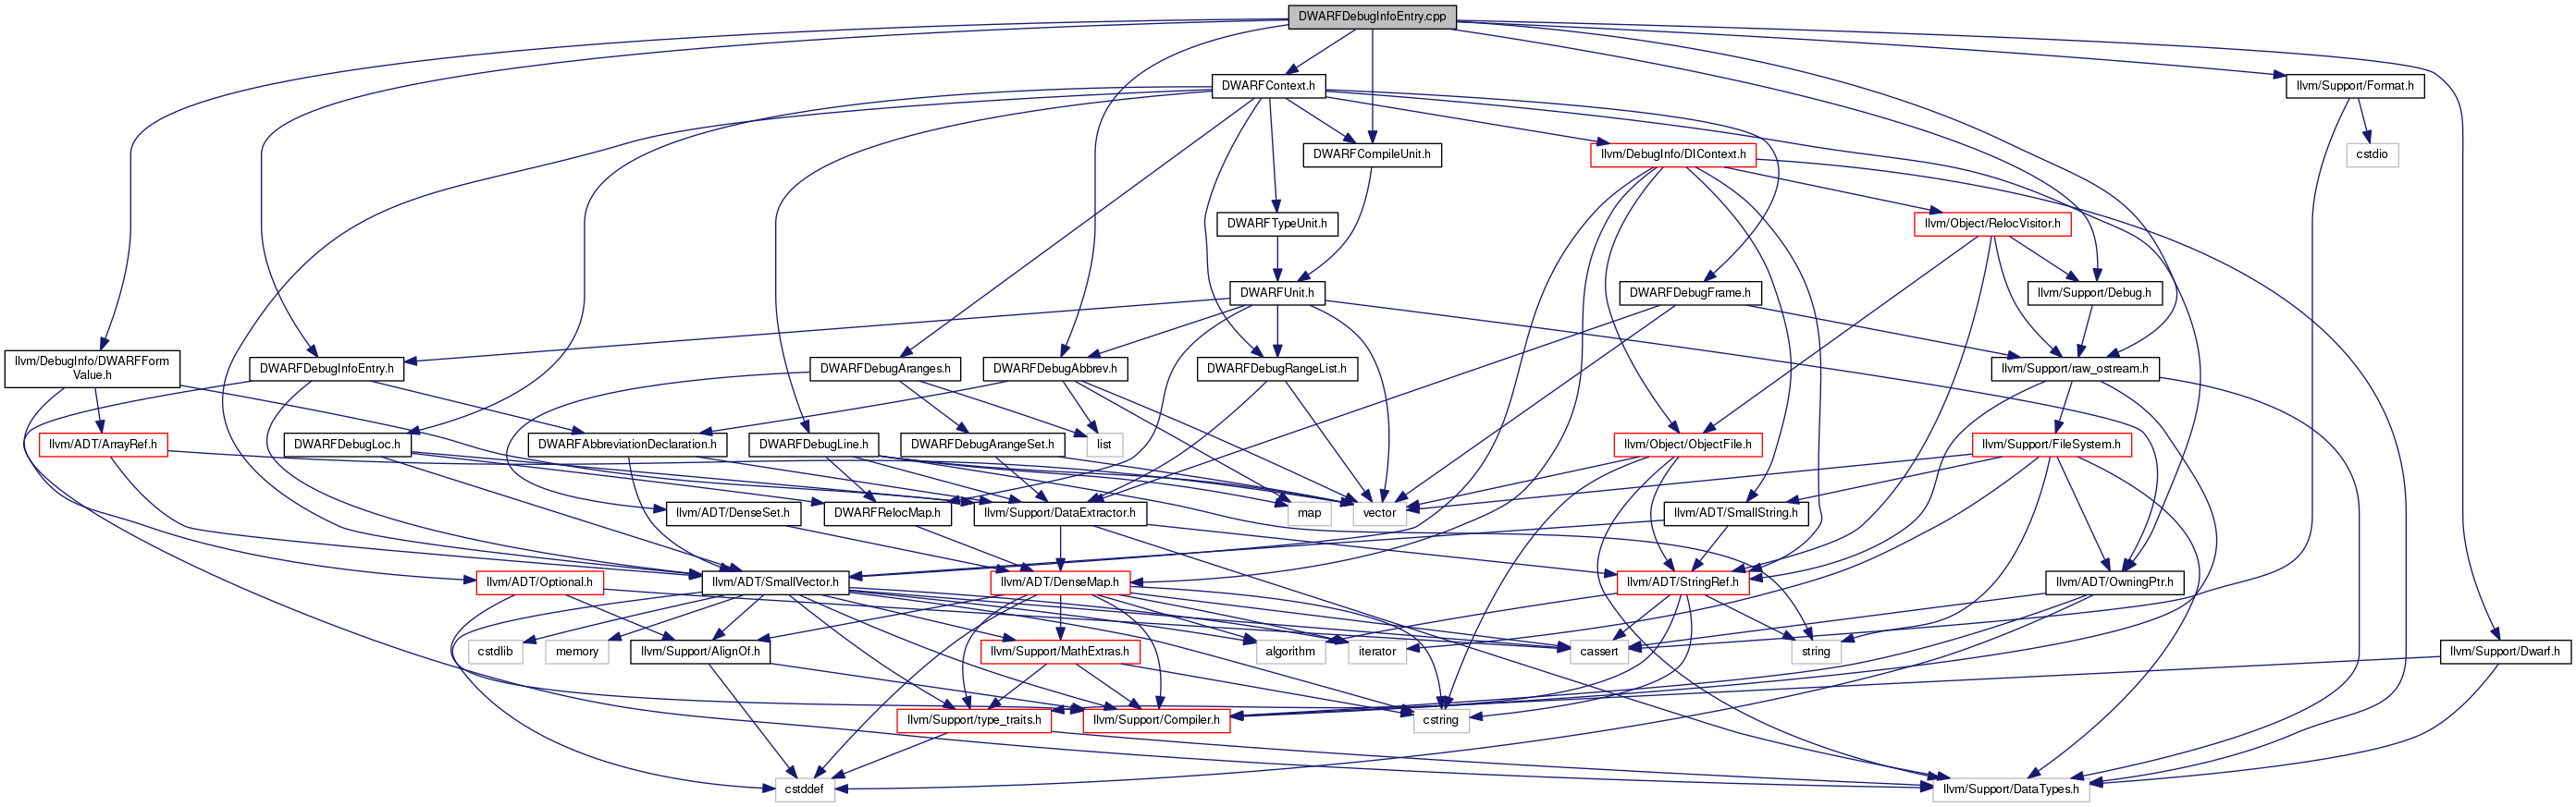 DWARFDebugInfoEntry.cpp
DWARFContext.h
llvm/Support/Format.h
DWARFCompileUnit.h
llvm/DebugInfo/DIContext.h
cstdio
DWARFTypeUnit.h
llvm/Object/RelocVisitor.h
DWARFUnit.h
DWARFDebugFrame.h
llvm/Support/Debug.h
llvm/DebugInfo/DWARFForm
Value.h
DWARFDebugInfoEntry.h
DWARFDebugAranges.h
DWARFDebugAbbrev.h
DWARFDebugRangeList.h
llvm/Support/raw_ostream.h
llvm/ADT/ArrayRef.h
DWARFDebugLoc.h
DWARFAbbreviationDeclaration.h
DWARFDebugLine.h
DWARFDebugArangeSet.h
list
llvm/Object/ObjectFile.h
llvm/Support/FileSystem.h
llvm/ADT/DenseSet.h
DWARFRelocMap.h
llvm/Support/DataExtractor.h
map
vector
llvm/ADT/SmallString.h
llvm/ADT/Optional.h
llvm/ADT/SmallVector.h
llvm/ADT/DenseMap.h
llvm/ADT/StringRef.h
llvm/ADT/OwningPtr.h
cstdlib
memory
llvm/Support/AlignOf.h
llvm/Support/MathExtras.h
algorithm
iterator
cassert
string
llvm/Support/Dwarf.h
llvm/Support/type_traits.h
llvm/Support/Compiler.h
cstring
cstddef
llvm/Support/DataTypes.h